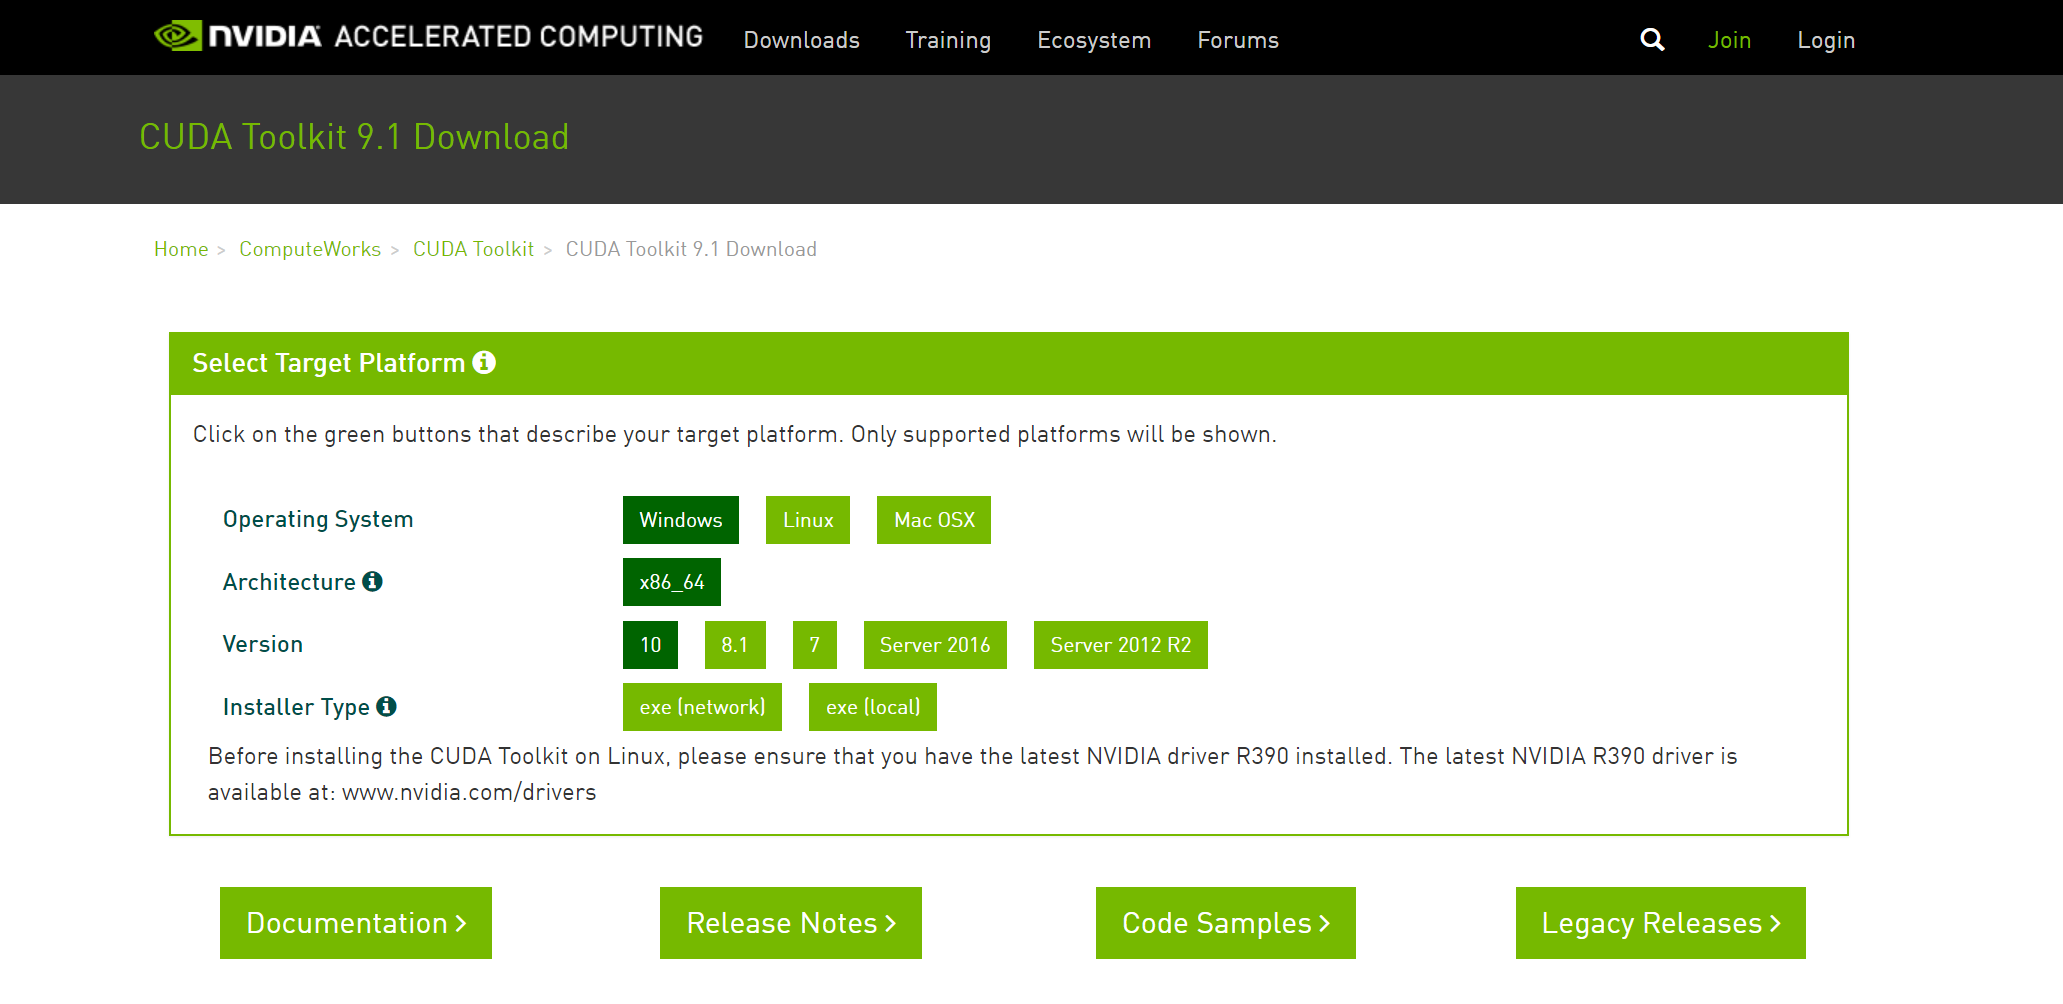 NVIDIA ACCELERATED COMPUTING Downloads Training Ecosystem Forums Join Login
CUDA Toolkit 9.1 Download
Home > ComputeWorks > CUDA Toolkit > CUDA Toolkit 9.1 Download
Select Target Platform
Click on the green buttons that describe your target platform. Only supported platforms will be shown.
Operating System Windows Linux Mac OSX
Architecture x86_64
Version 10 8.1 7 Server 2016 Server 2012 R2
Installer Type exe (network) exe (local)
Before installing the CUDA Toolkit on Linux, please ensure that you have the latest NVIDIA driver R390 installed. The latest NVIDIA R390 driver is
available at: www.nvidia.com/drivers
Documentation > Release Notes > Code Samples > Legacy Releases >